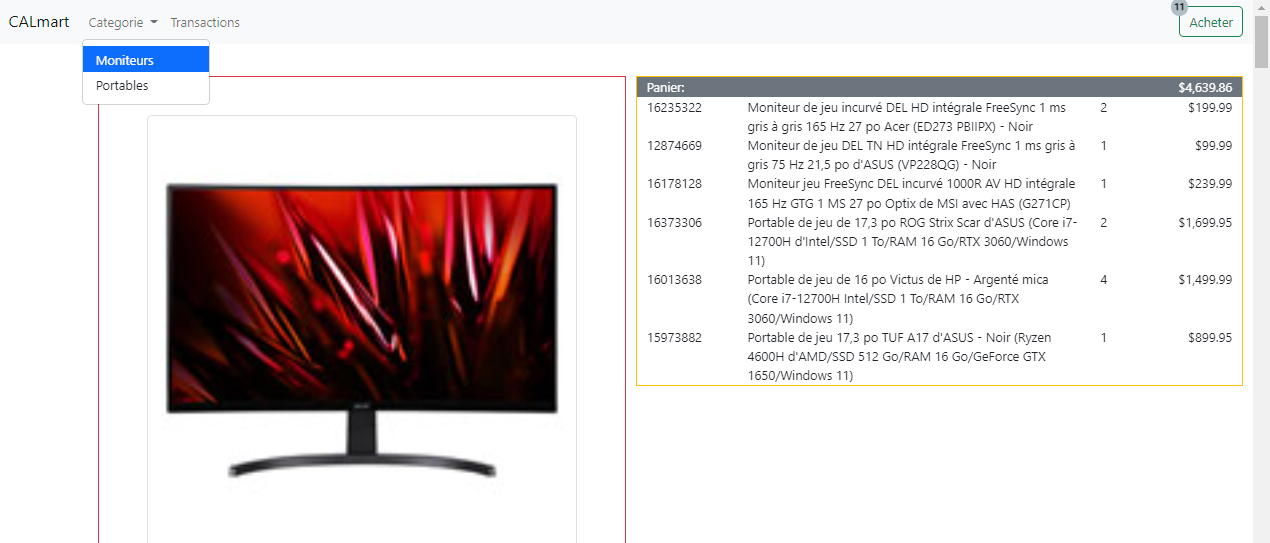 CALmart Categorie Transactions 11 Acheter
Moniteurs
Portables
Panier: $4,639.86
16235322 Moniteur de jeu incurvé DEL HD intégrale FreeSync 1 ms 2 $199.99
gris à gris 165 Hz 27 po Acer (ED273 PBIIPX) - Noir
12874669 Moniteur de jeu DEL TN HD intégrale FreeSync 1 ms gris à 1 $99.99
gris 75 Hz 21,5 po d'ASUS (VP228QG) - Noir
16178128 Moniteur jeu FreeSync DEL incurvé 1000R AV HD intégrale 1 $239.99
165 Hz GTG 1 MS 27 po Optix de MSI avec HAS (G271CP)
16373306 Portable de jeu de 17,3 po ROG Strix Scar d'ASUS (Core i7- 2 $1,699.95
12700H d'Intel/SSD 1 To/RAM 16 Go/RTX 3060/Windows
11)
16013638 Portable de jeu de 16 po Victus de HP - Argenté mica 4 $1,499.99
(Core i7-12700H Intel/SSD 1 To/RAM 16 Go/RTX
3060/Windows 11)
15973882 Portable de jeu 17,3 po TUF A17 d'ASUS - Noir (Ryzen 1 $899.95
4600H d'AMD/SSD 512 Go/RAM 16 Go/GeForce GTX
1650/Windows 11)